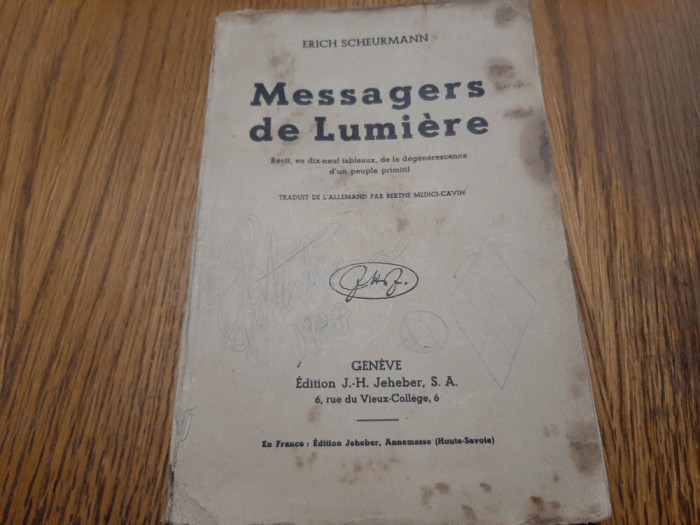 ERICH SCHEURMANN
Messagers
de Lumière
Récit, en dix-neuf tableaux, de la dégénérescence
d'un peuple primitif
TRADUIT DE L'ALLEMAND PAR BERTHE MEDICI-CAVIN
J.H.J.
GENÈVE
Édition J.-H. Jeheber, S. A.
6, rue du Vieux-Collège, 6
En France : Édition Jeheber, Annemasse (Haute-Savoie)